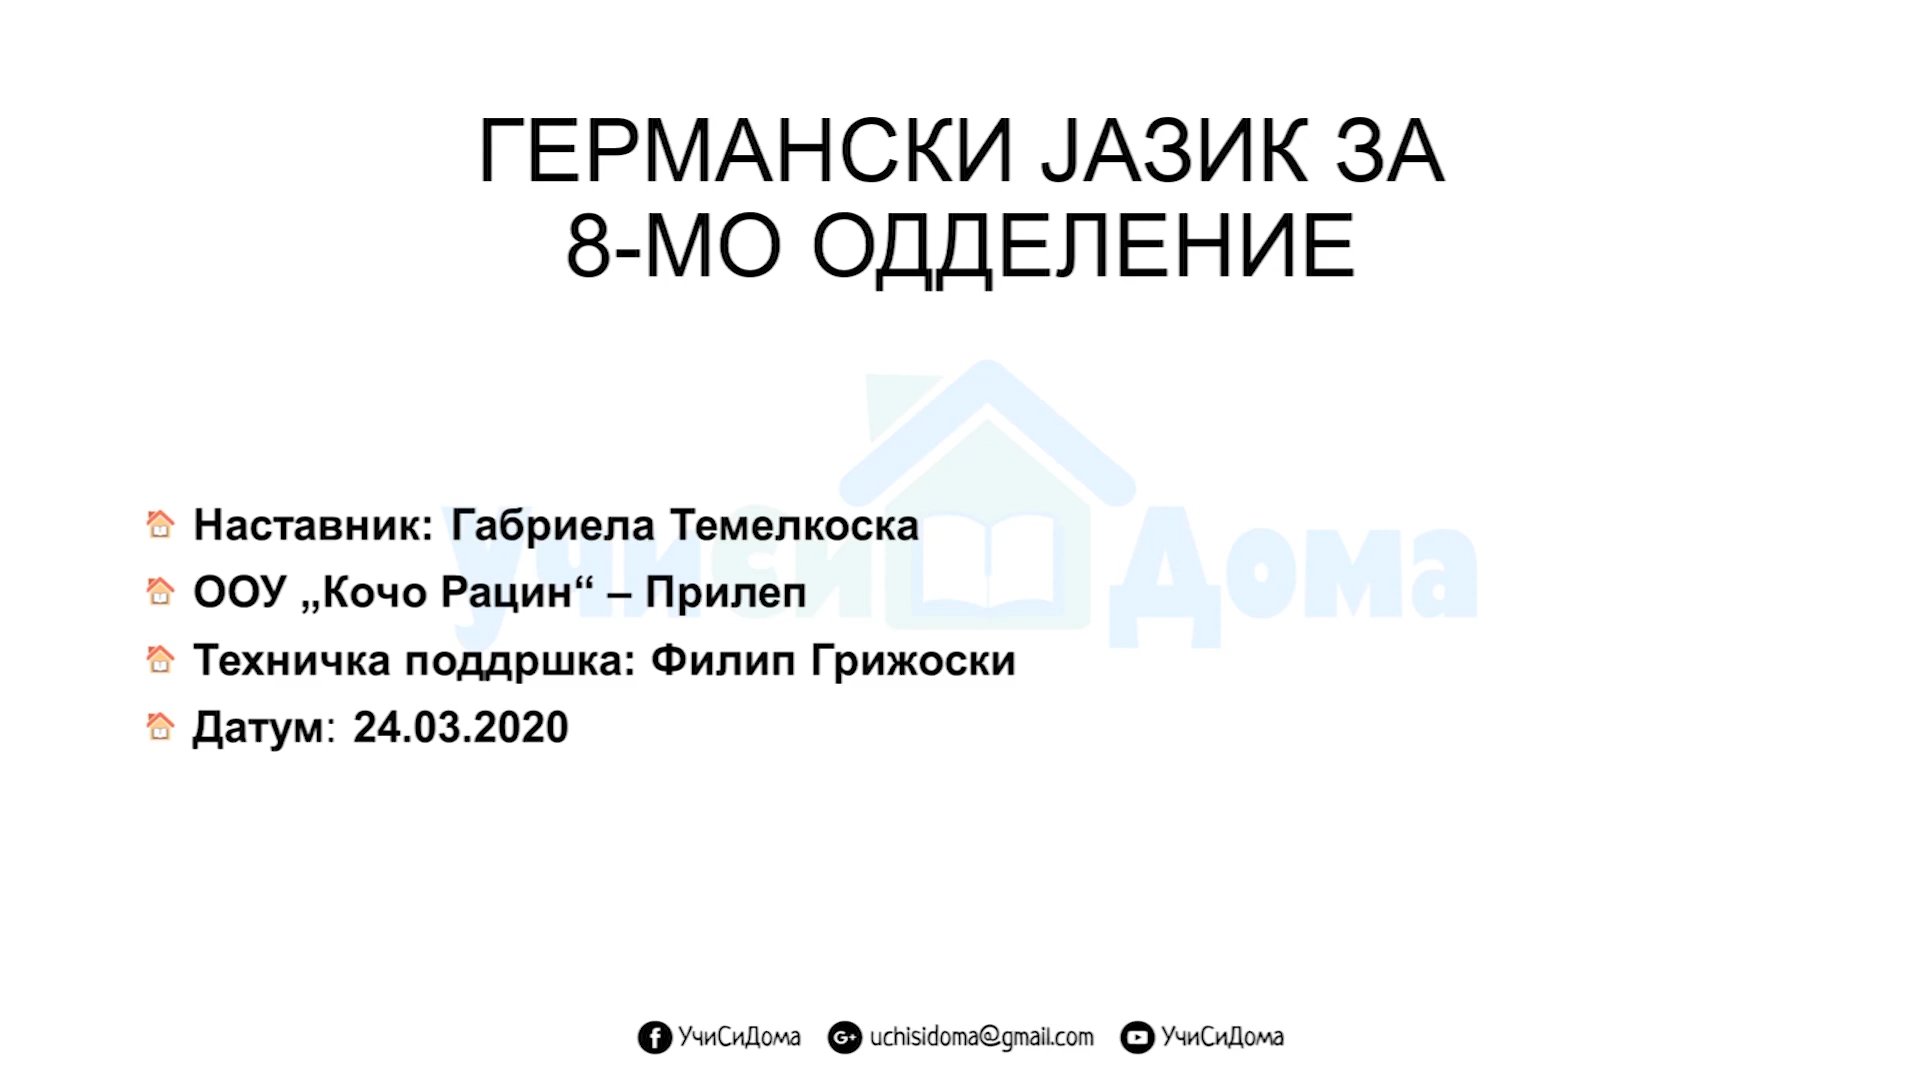 ГЕРМАНСКИ ЈАЗИК ЗА
8-МО ОДДЕЛЕНИЕ
УчиСиДома
Наставник: Габриела Темелкоска
ООУ „Кочо Рацин“ – Прилеп
Техничка поддршка: Филип Грижоски
Датум: 24.03.2020
УчиСиДома uchisidoma@gmail.com УчиСиДома